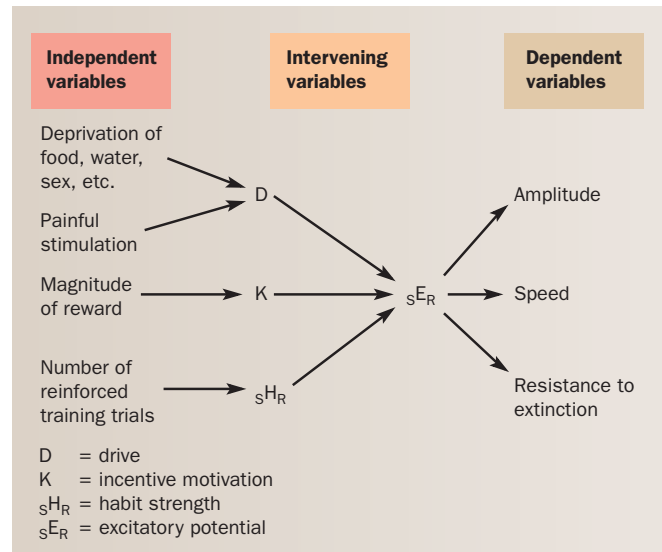 Independent
variables
Intervening
variables
Dependent
variables
Deprivation of
food, water,
sex, etc.
Painful
stimulation
Magnitude
of reward
Number of
reinforced
training trials
D
K
SHR
SER
Amplitude
Speed
Resistance to
extinction
D = drive
K = incentive motivation
SHR = habit strength
SER = excitatory potential